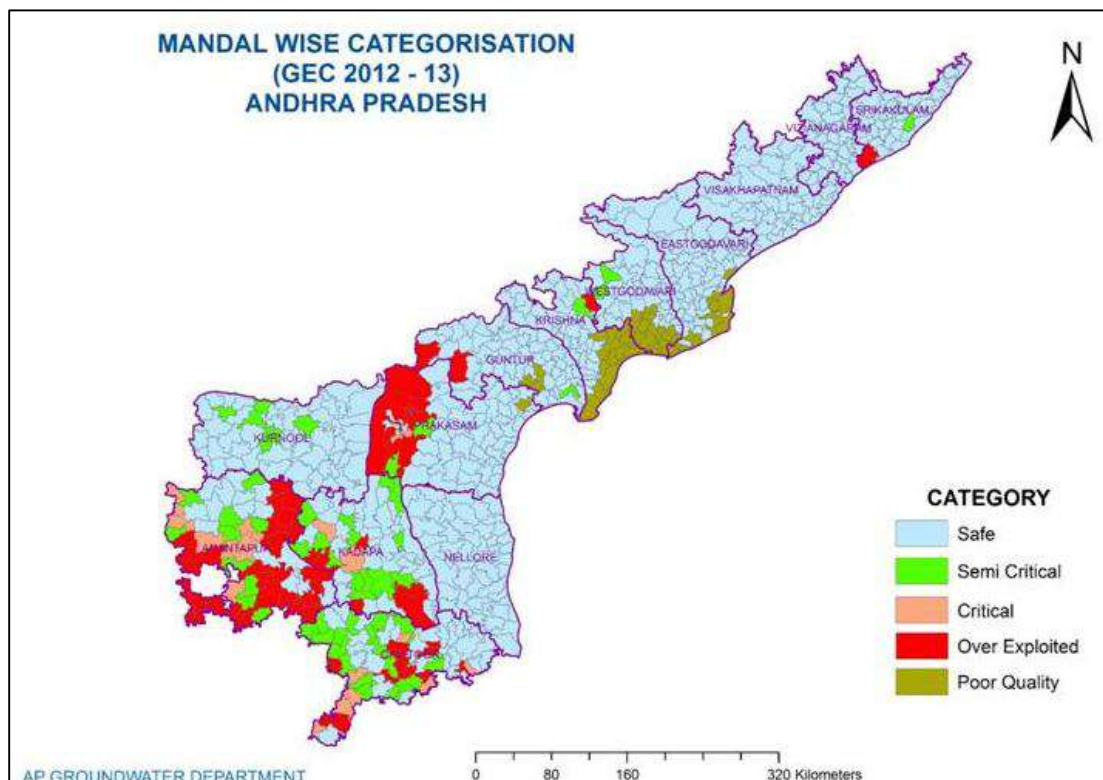 MANDAL WISE CATEGORISATION
(GEC 2012 - 13)
ANDHRA PRADESH
N
SRIKAKULAM
VIZIANAGARAM
VISAKHAPATNAM
EASTGODAVARI
WESTGODAVARI
KRISHNA
GUNTUR
PRAKASAM
KURNOOL
KADAPA
NELLORE
CATEGORY
Safe
Semi Critical
Critical
Over Exploited
Poor Quality
0 80 160 320 Kilometers
AP GROUNDWATER DEPARTMENT